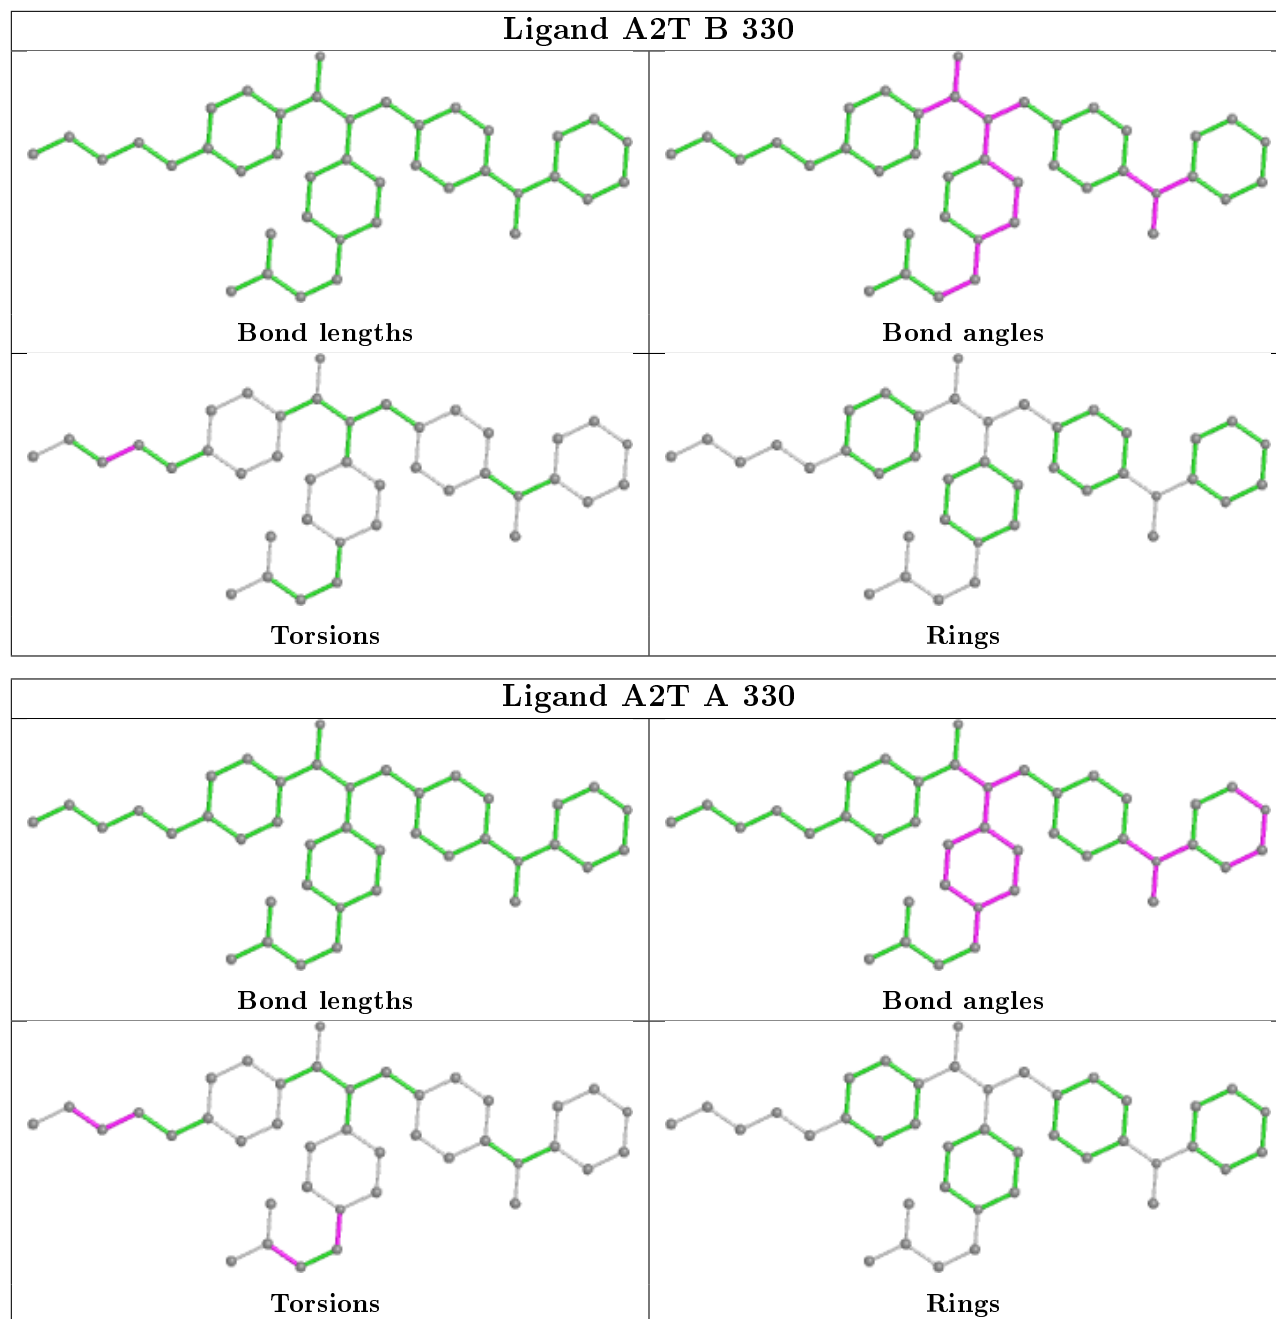 Ligand A2T B 330
Bond lengths
Bond angles
Torsions
Rings
Ligand A2T A 330
Bond lengths
Bond angles
Torsions
Rings